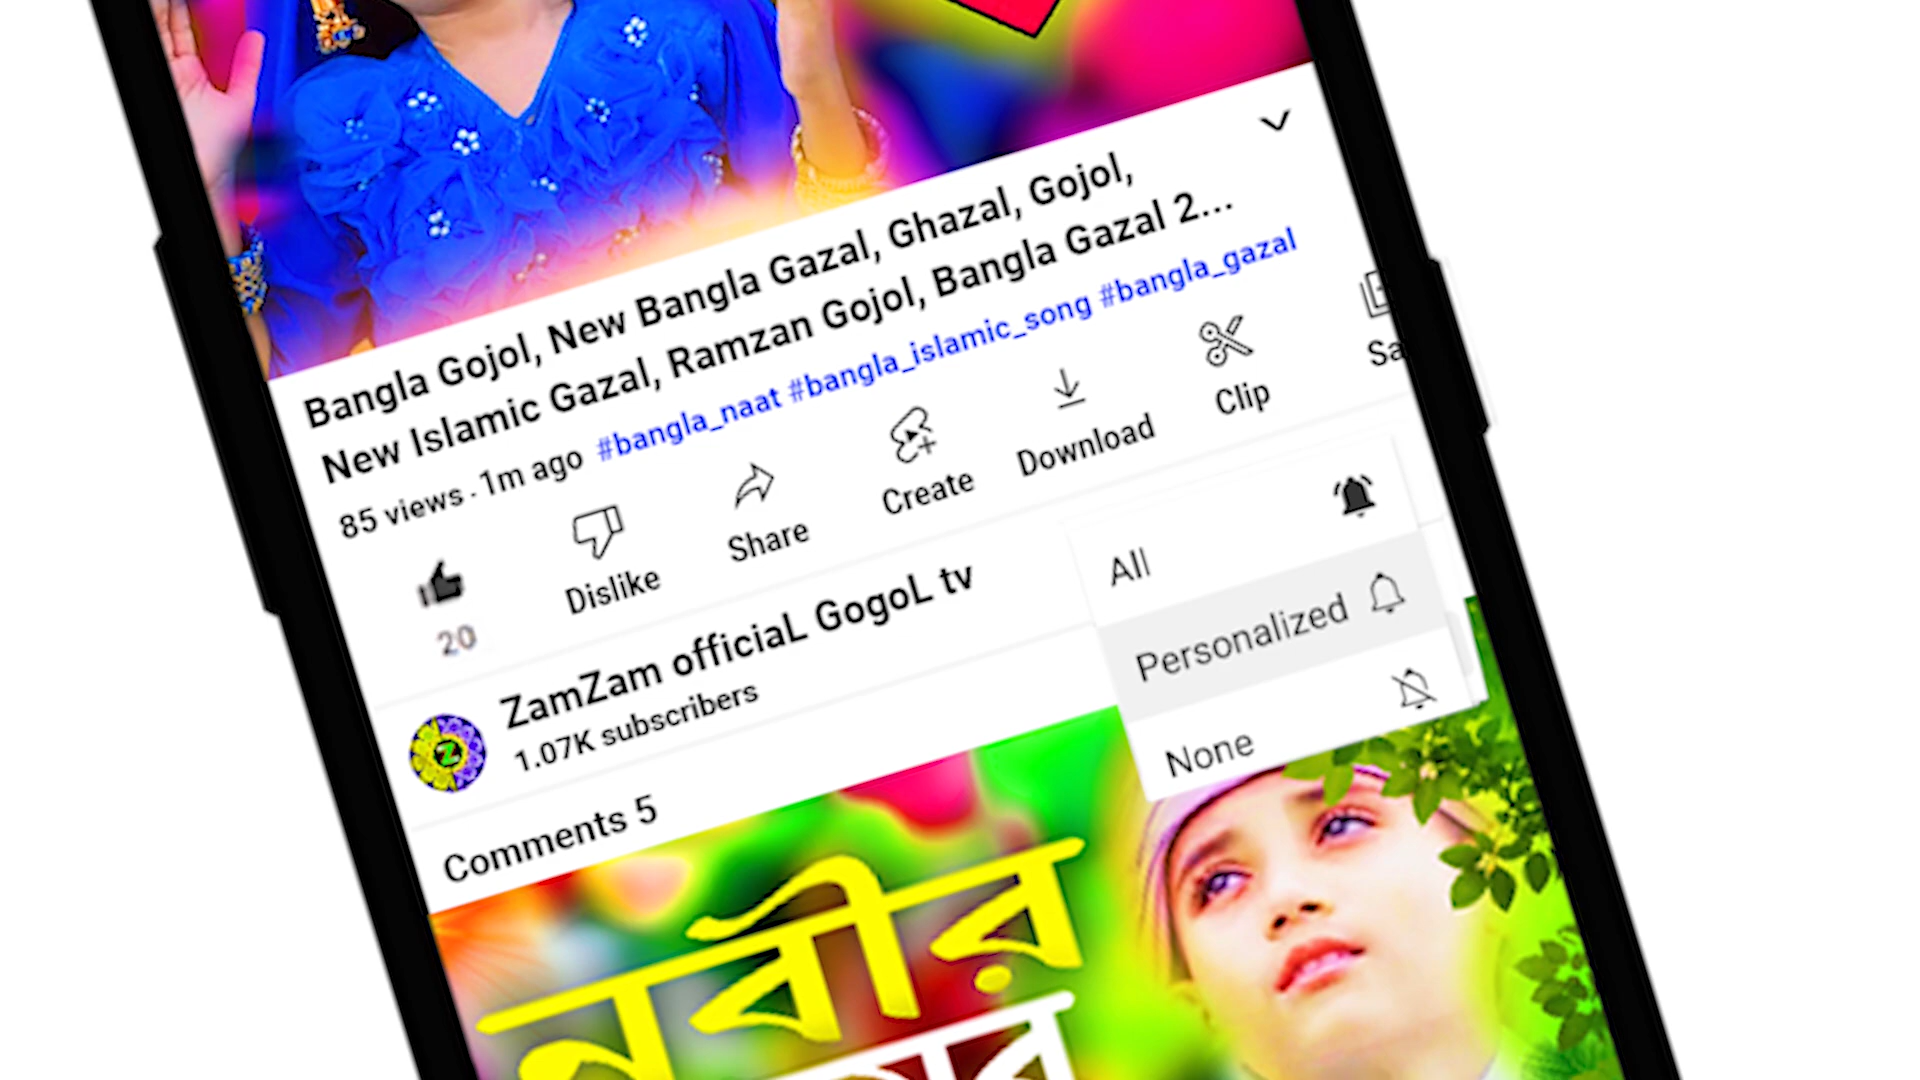 Bangla Gojol, New Bangla Gazal, Ghazal, Gojol,
New Islamic Gazal, Ramzan Gojol, Bangla Gazal 2...
85 views . 1m ago #bangla_naat #bangla_islamic_song #bangla_gazal
20
Dislike
Share
Create
Download
Clip
Sa
ZamZam officiaL GogoL tv
1.07K subscribers
All
Personalized
None
Comments 5
নবীর